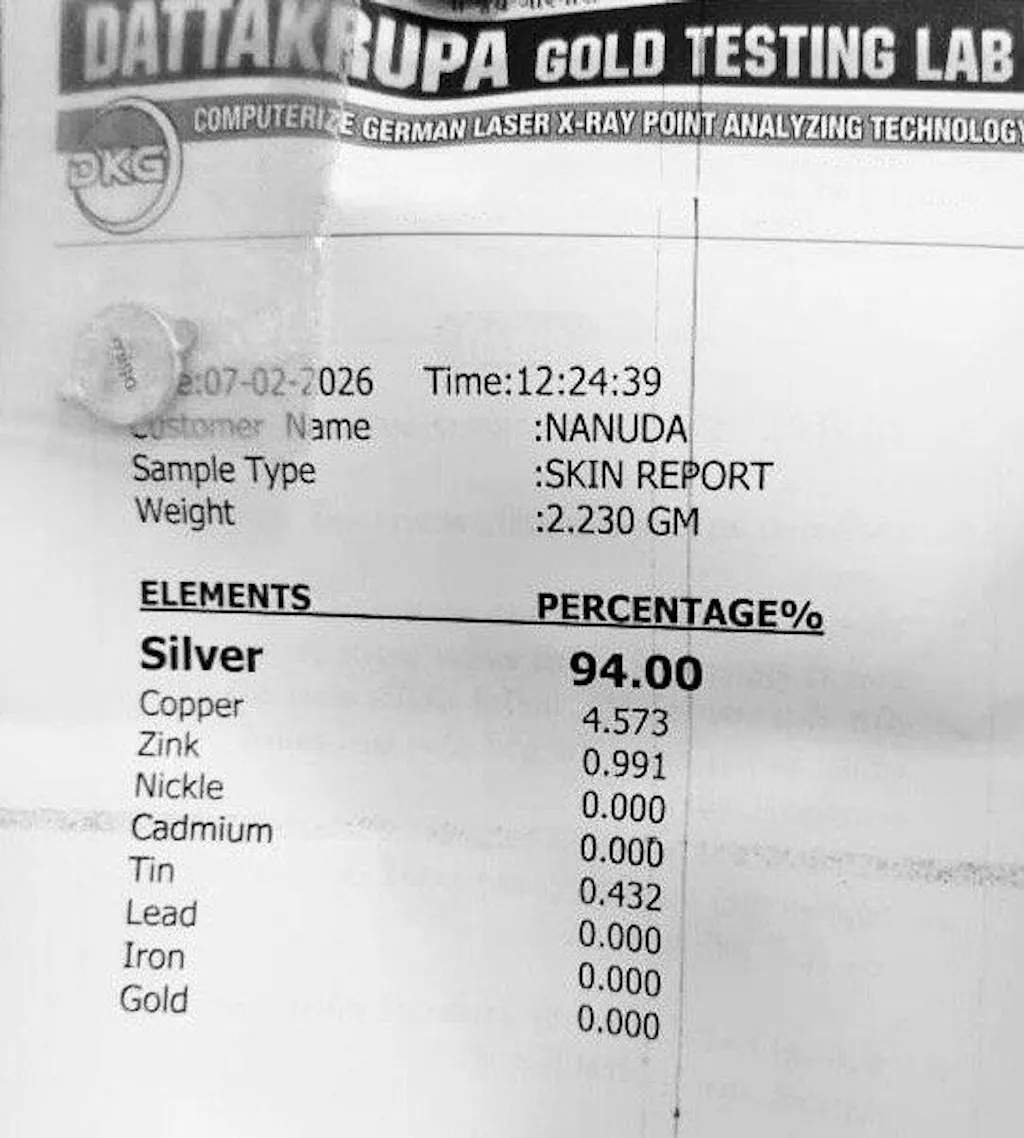 DATTAKRUPA GOLD TESTING LAB
COMPUTERIZE GERMAN LASER X-RAY POINT ANALYZING TECHNOLOGY
DKG
e:07-02-2026 Time:12:24:39
Customer Name :NANUDA
Sample Type :SKIN REPORT
Weight :2.230 GM
ELEMENTS PERCENTAGE%
Silver 94.00
Copper 4.573
Zink 0.991
Nickle 0.000
Cadmium 0.000
Tin 0.432
Lead 0.000
Iron 0.000
Gold 0.000